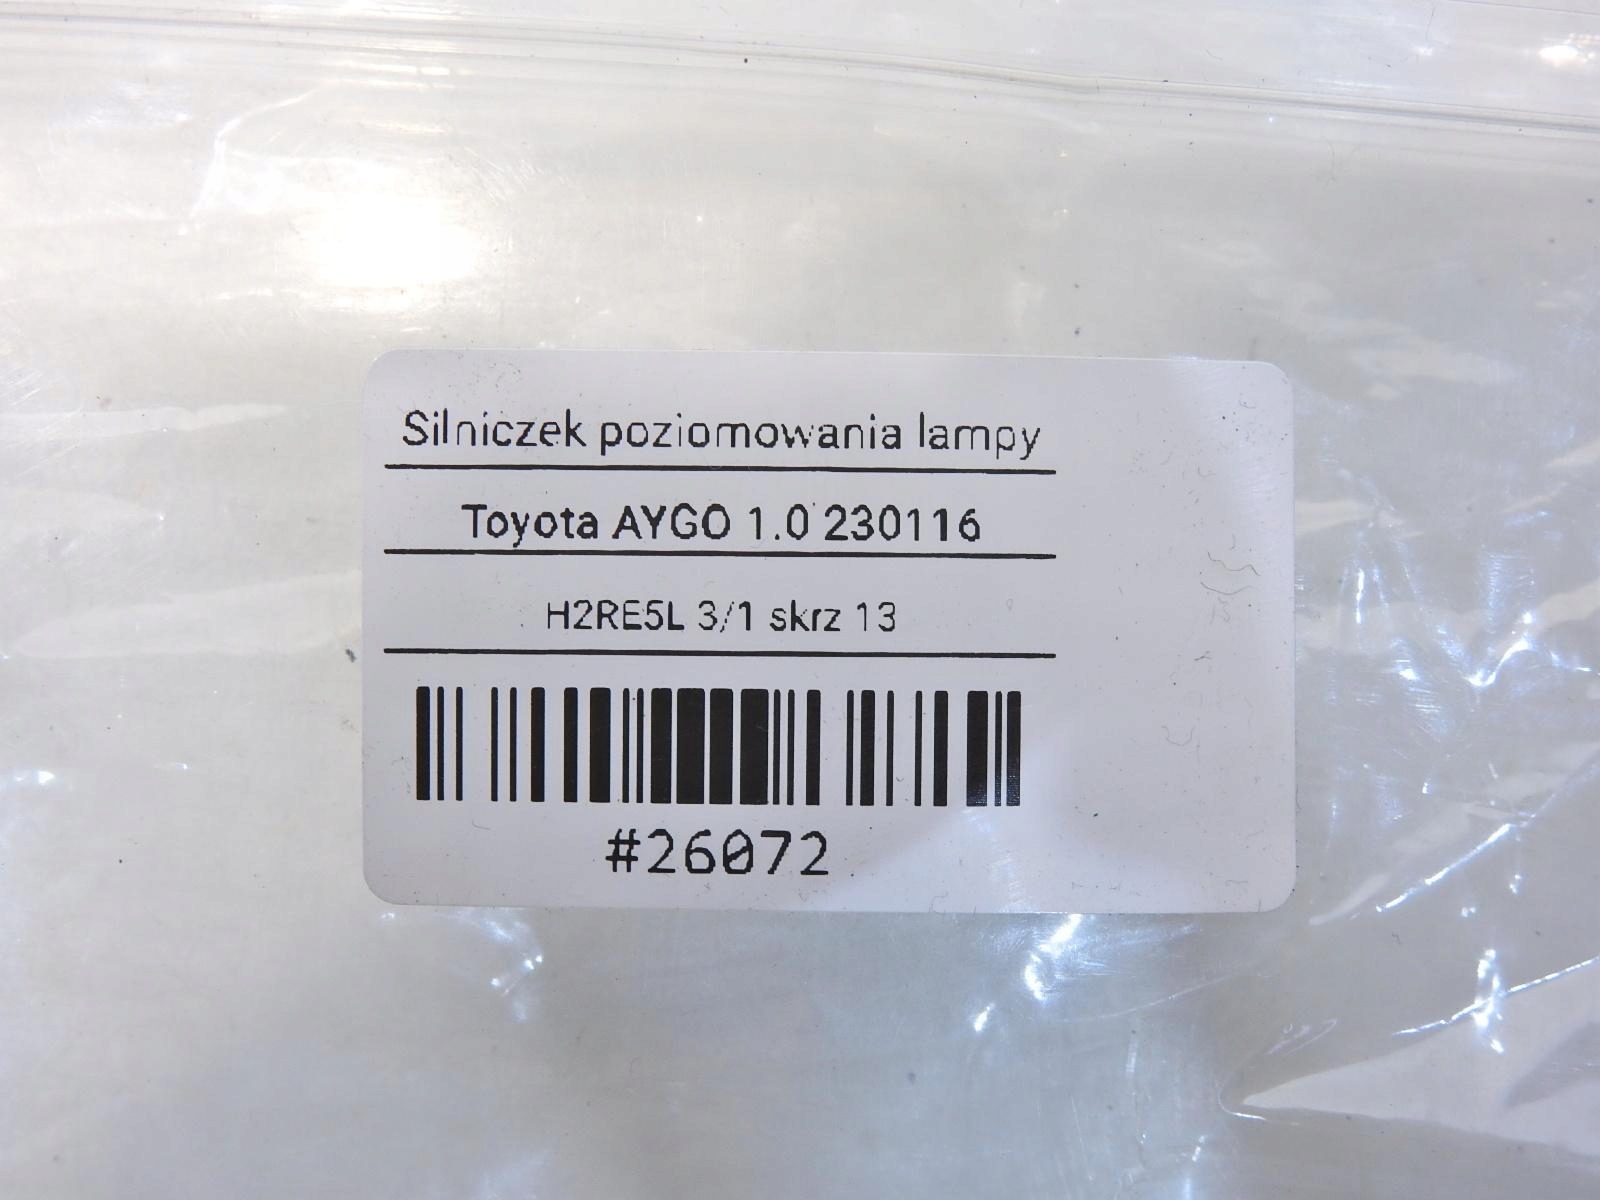 Silniczek poziomowania lampy
Toyota AYGO 1.0 230116
H2RE5L 3/1 skrz 13
#26072